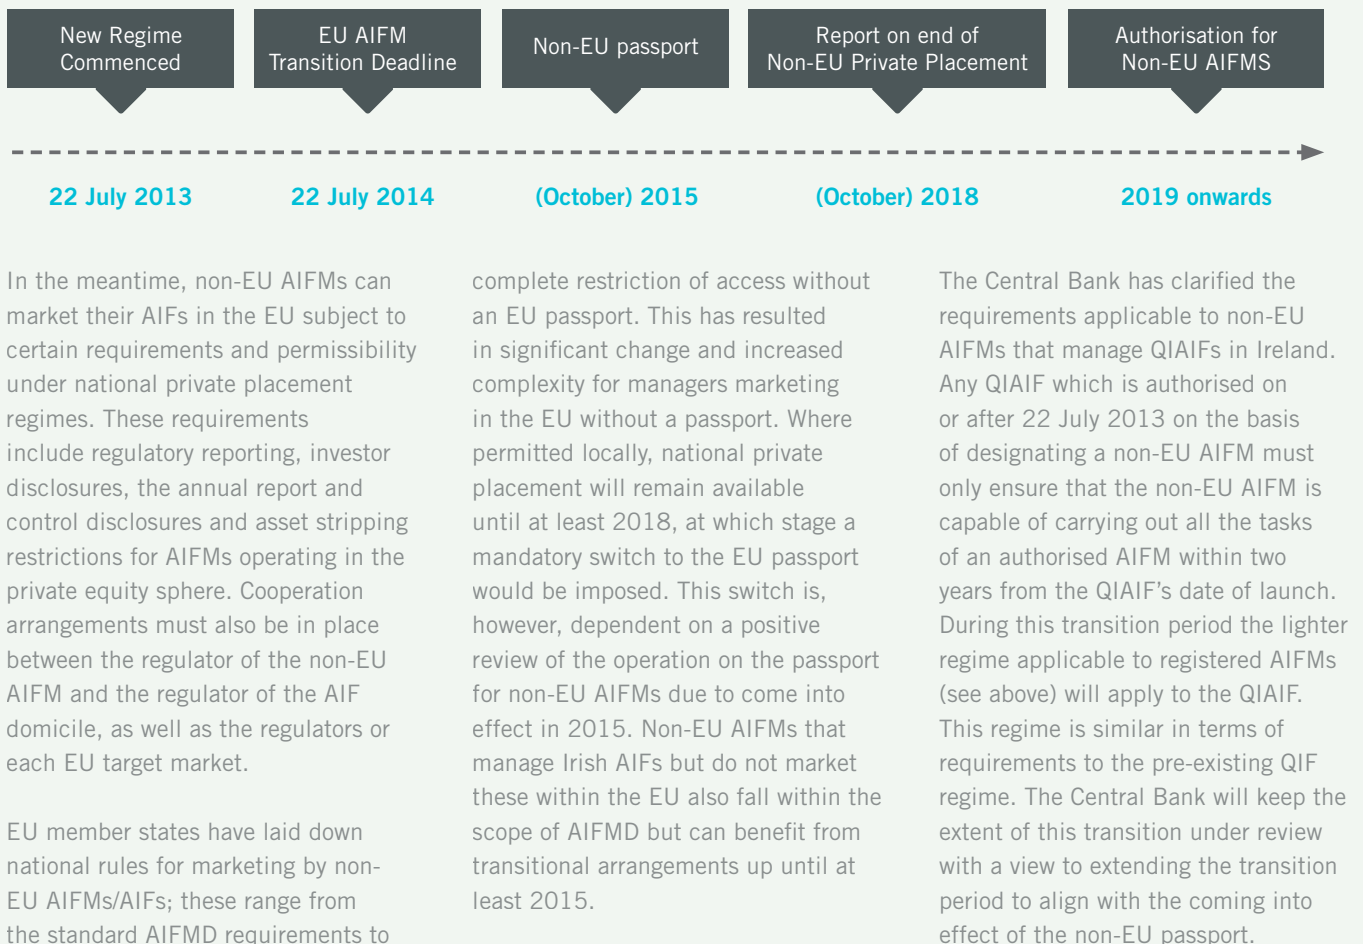 New Regime
Commenced
EU AIFM
Transition Deadline
Non-EU passport
Report on end of
Non-EU Private Placement
Authorisation for
Non-EU AIFMS
22 July 2013
22 July 2014
(October) 2015
(October) 2018
2019 onwards
In the meantime, non-EU AIFMs can
market their AIFs in the EU subject to
certain requirements and permissibility
under national private placement
regimes. These requirements
include regulatory reporting, investor
disclosures, the annual report and
control disclosures and asset stripping
restrictions for AIFMs operating in the
private equity sphere. Cooperation
arrangements must also be in place
between the regulator of the non-EU
AIFM and the regulator of the AIF
domicile, as well as the regulators or
each EU target market.
EU member states have laid down
national rules for marketing by non-
EU AIFMs/AIFs; these range from
the standard AIFMD requirements to
complete restriction of access without
an EU passport. This has resulted
in significant change and increased
complexity for managers marketing
in the EU without a passport. Where
permitted locally, national private
placement will remain available
until at least 2018, at which stage a
mandatory switch to the EU passport
would be imposed. This switch is,
however, dependent on a positive
review of the operation on the passport
for non-EU AIFMs due to come into
effect in 2015. Non-EU AIFMs that
manage Irish AIFs but do not market
these within the EU also fall within the
scope of AIFMD but can benefit from
transitional arrangements up until at
least 2015.
The Central Bank has clarified the
requirements applicable to non-EU
AIFMs that manage QIAIFs in Ireland.
Any QIAIF which is authorised on
or after 22 July 2013 on the basis
of designating a non-EU AIFM must
only ensure that the non-EU AIFM is
capable of carrying out all the tasks
of an authorised AIFM within two
years from the QIAIF's date of launch.
During this transition period the lighter
regime applicable to registered AIFMs
(see above) will apply to the QIAIF.
This regime is similar in terms of
requirements to the pre-existing QIF
regime. The Central Bank will keep the
extent of this transition under review
with a view to extending the transition
period to align with the coming into
effect of the non-EU passport.